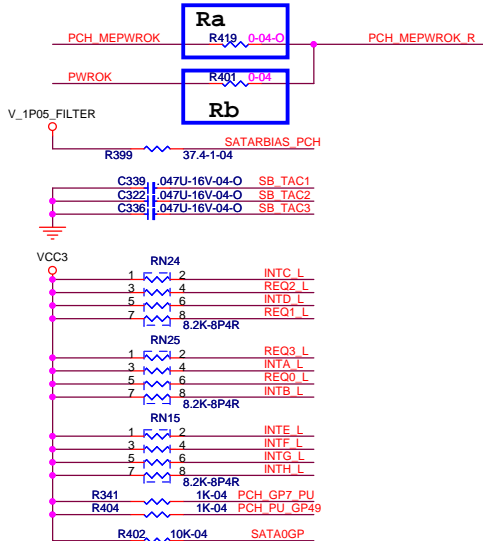 Ra
PCH_MEPWROK R419 0-04-O PCH_MEPWROK_R
PWROK R401 0-04
Rb
V_1P05_FILTER
SATARBIAS_PCH
R399 37.4-1-04
C339 .047U-16V-04-O SB_TAC1
C322 .047U-16V-04-O SB_TAC2
C336 .047U-16V-04-O SB_TAC3
VCC3
RN24
1 2 INTC_L
3 4 REQ2_L
5 6 INTD_L
7 8 REQ1_L
8.2K-8P4R
RN25
1 2 REQ3_L
3 4 INTA_L
5 6 REQ0_L
7 8 INTB_L
8.2K-8P4R
RN15
1 2 INTE_L
3 4 INTF_L
5 6 INTG_L
7 8 INTH_L
8.2K-8P4R
R341 1K-04 PCH_GP7_PU
R404 1K-04 PCH_PU_GP49
R402 10K-04 SATA0GP